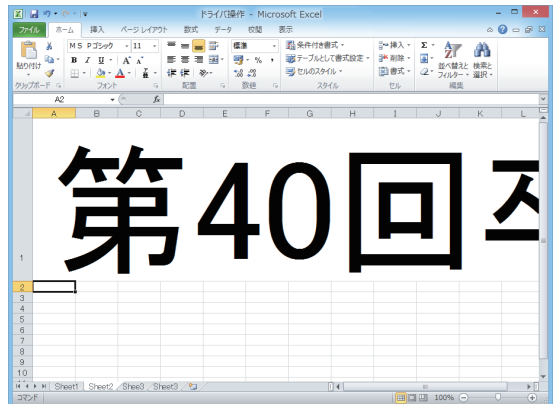 ドライバ操作 - Microsoft Excel
ファイル ホーム 挿入 ページ レイアウト 数式 データ 校閲 表示
貼り付け
MS Pゴシック 11
B I U A A
標準
% ,
条件付き書式
テーブルとして書式設定
セルのスタイル
挿入
削除
書式
Σ
並べ替えと フィルター
検索と 選択
クリップボード フォント 配置 数値 スタイル セル 編集
A2 fx
A B C D E F G H I J K L
1 第40回
2
3
4
5
6
7
8
9
10
Sheet1 Sheet2 Shee3 Sheet3
コマンド 100%